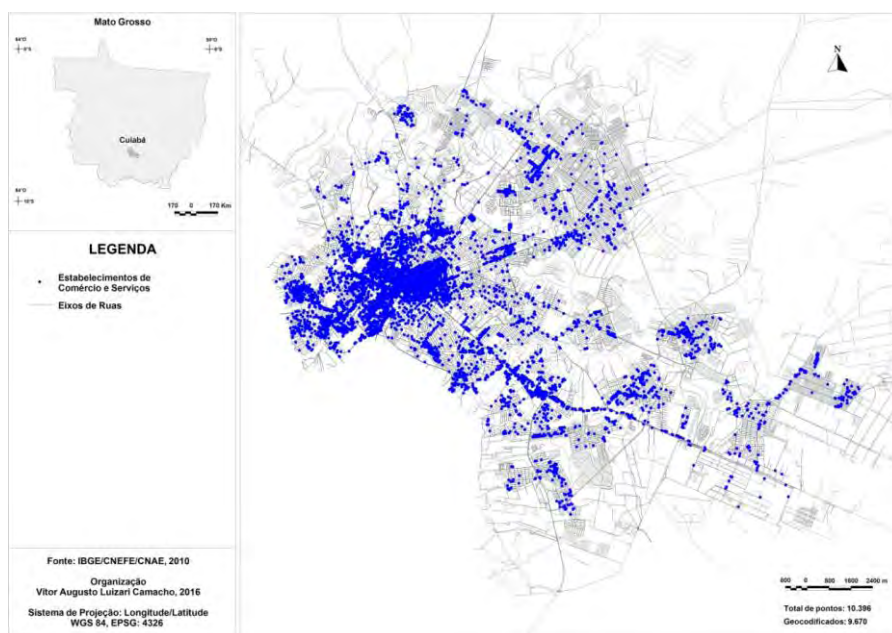 Mato Grosso
Cuiabá
170 0 170 Km
LEGENDA
Estabelecimentos de
Comércio e Serviços
Eixos de Ruas
Fonte: IBGE/CNEFE/CNAE, 2010
Organização
Vitor Augusto Luizari Camacho, 2016
Sistema de Projeção: Longitude/Latitude
WGS 84, EPSG: 4326
N
800 0 800 1600 2400 m
Total de pontos: 10.396
Geocodificados: 9.670